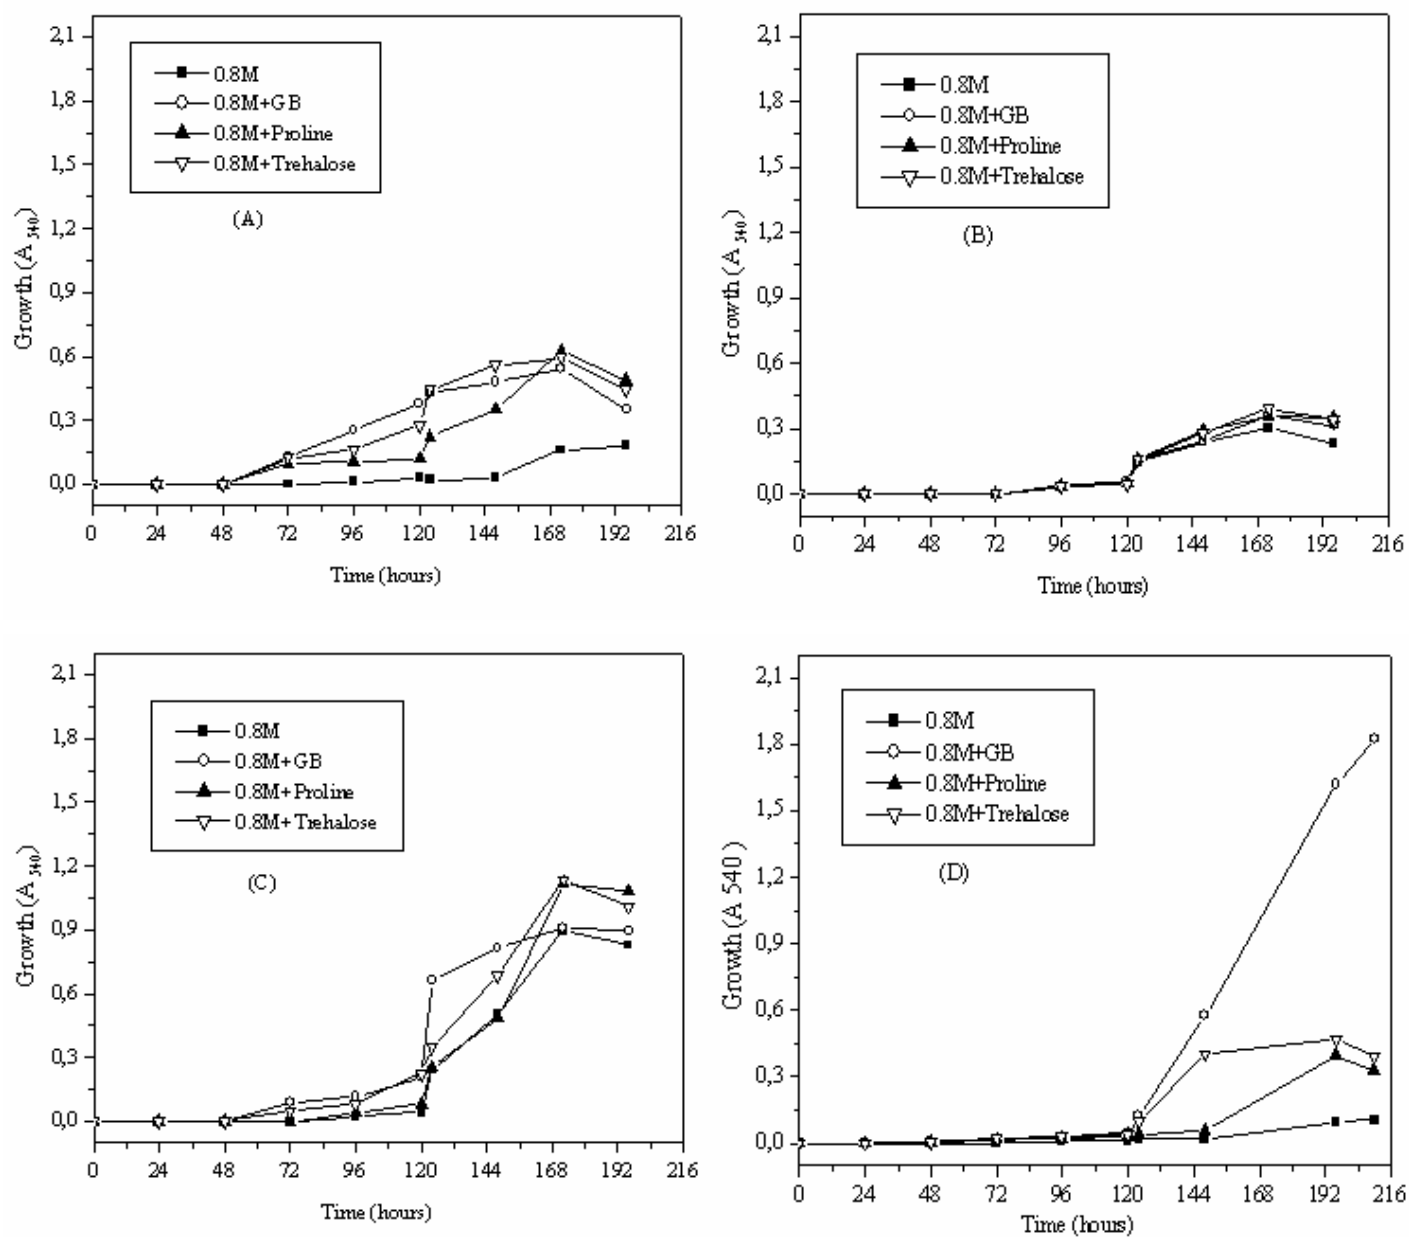 2,1
1,8
1,5
1,2
0,9
0,6
0,3
0,0
Growth (A 540)
0.8M
0.8M+GB
0.8M+Proline
0.8M+Trehalose
(A)
0 24 48 72 96 120 144 168 192 216
Time (hours)
2,1
1,8
1,5
1,2
0,9
0,6
0,3
0,0
Growth (A 540)
0.8M
0.8M+GB
0.8M+Proline
0.8M+Trehalose
(B)
0 24 48 72 96 120 144 168 192 216
Time (hours)
2,1
1,8
1,5
1,2
0,9
0,6
0,3
0,0
Growth (A 540)
0.8M
0.8M+GB
0.8M+Proline
0.8M+Trehalose
(C)
0 24 48 72 96 120 144 168 192 216
Time (hours)
2,1
1,8
1,5
1,2
0,9
0,6
0,3
0,0
Growth (A 540 )
0.8M
0.8M+GB
0.8M+Proline
0.8M+Trehalose
(D)
0 24 48 72 96 120 144 168 192 216
Time (hours)